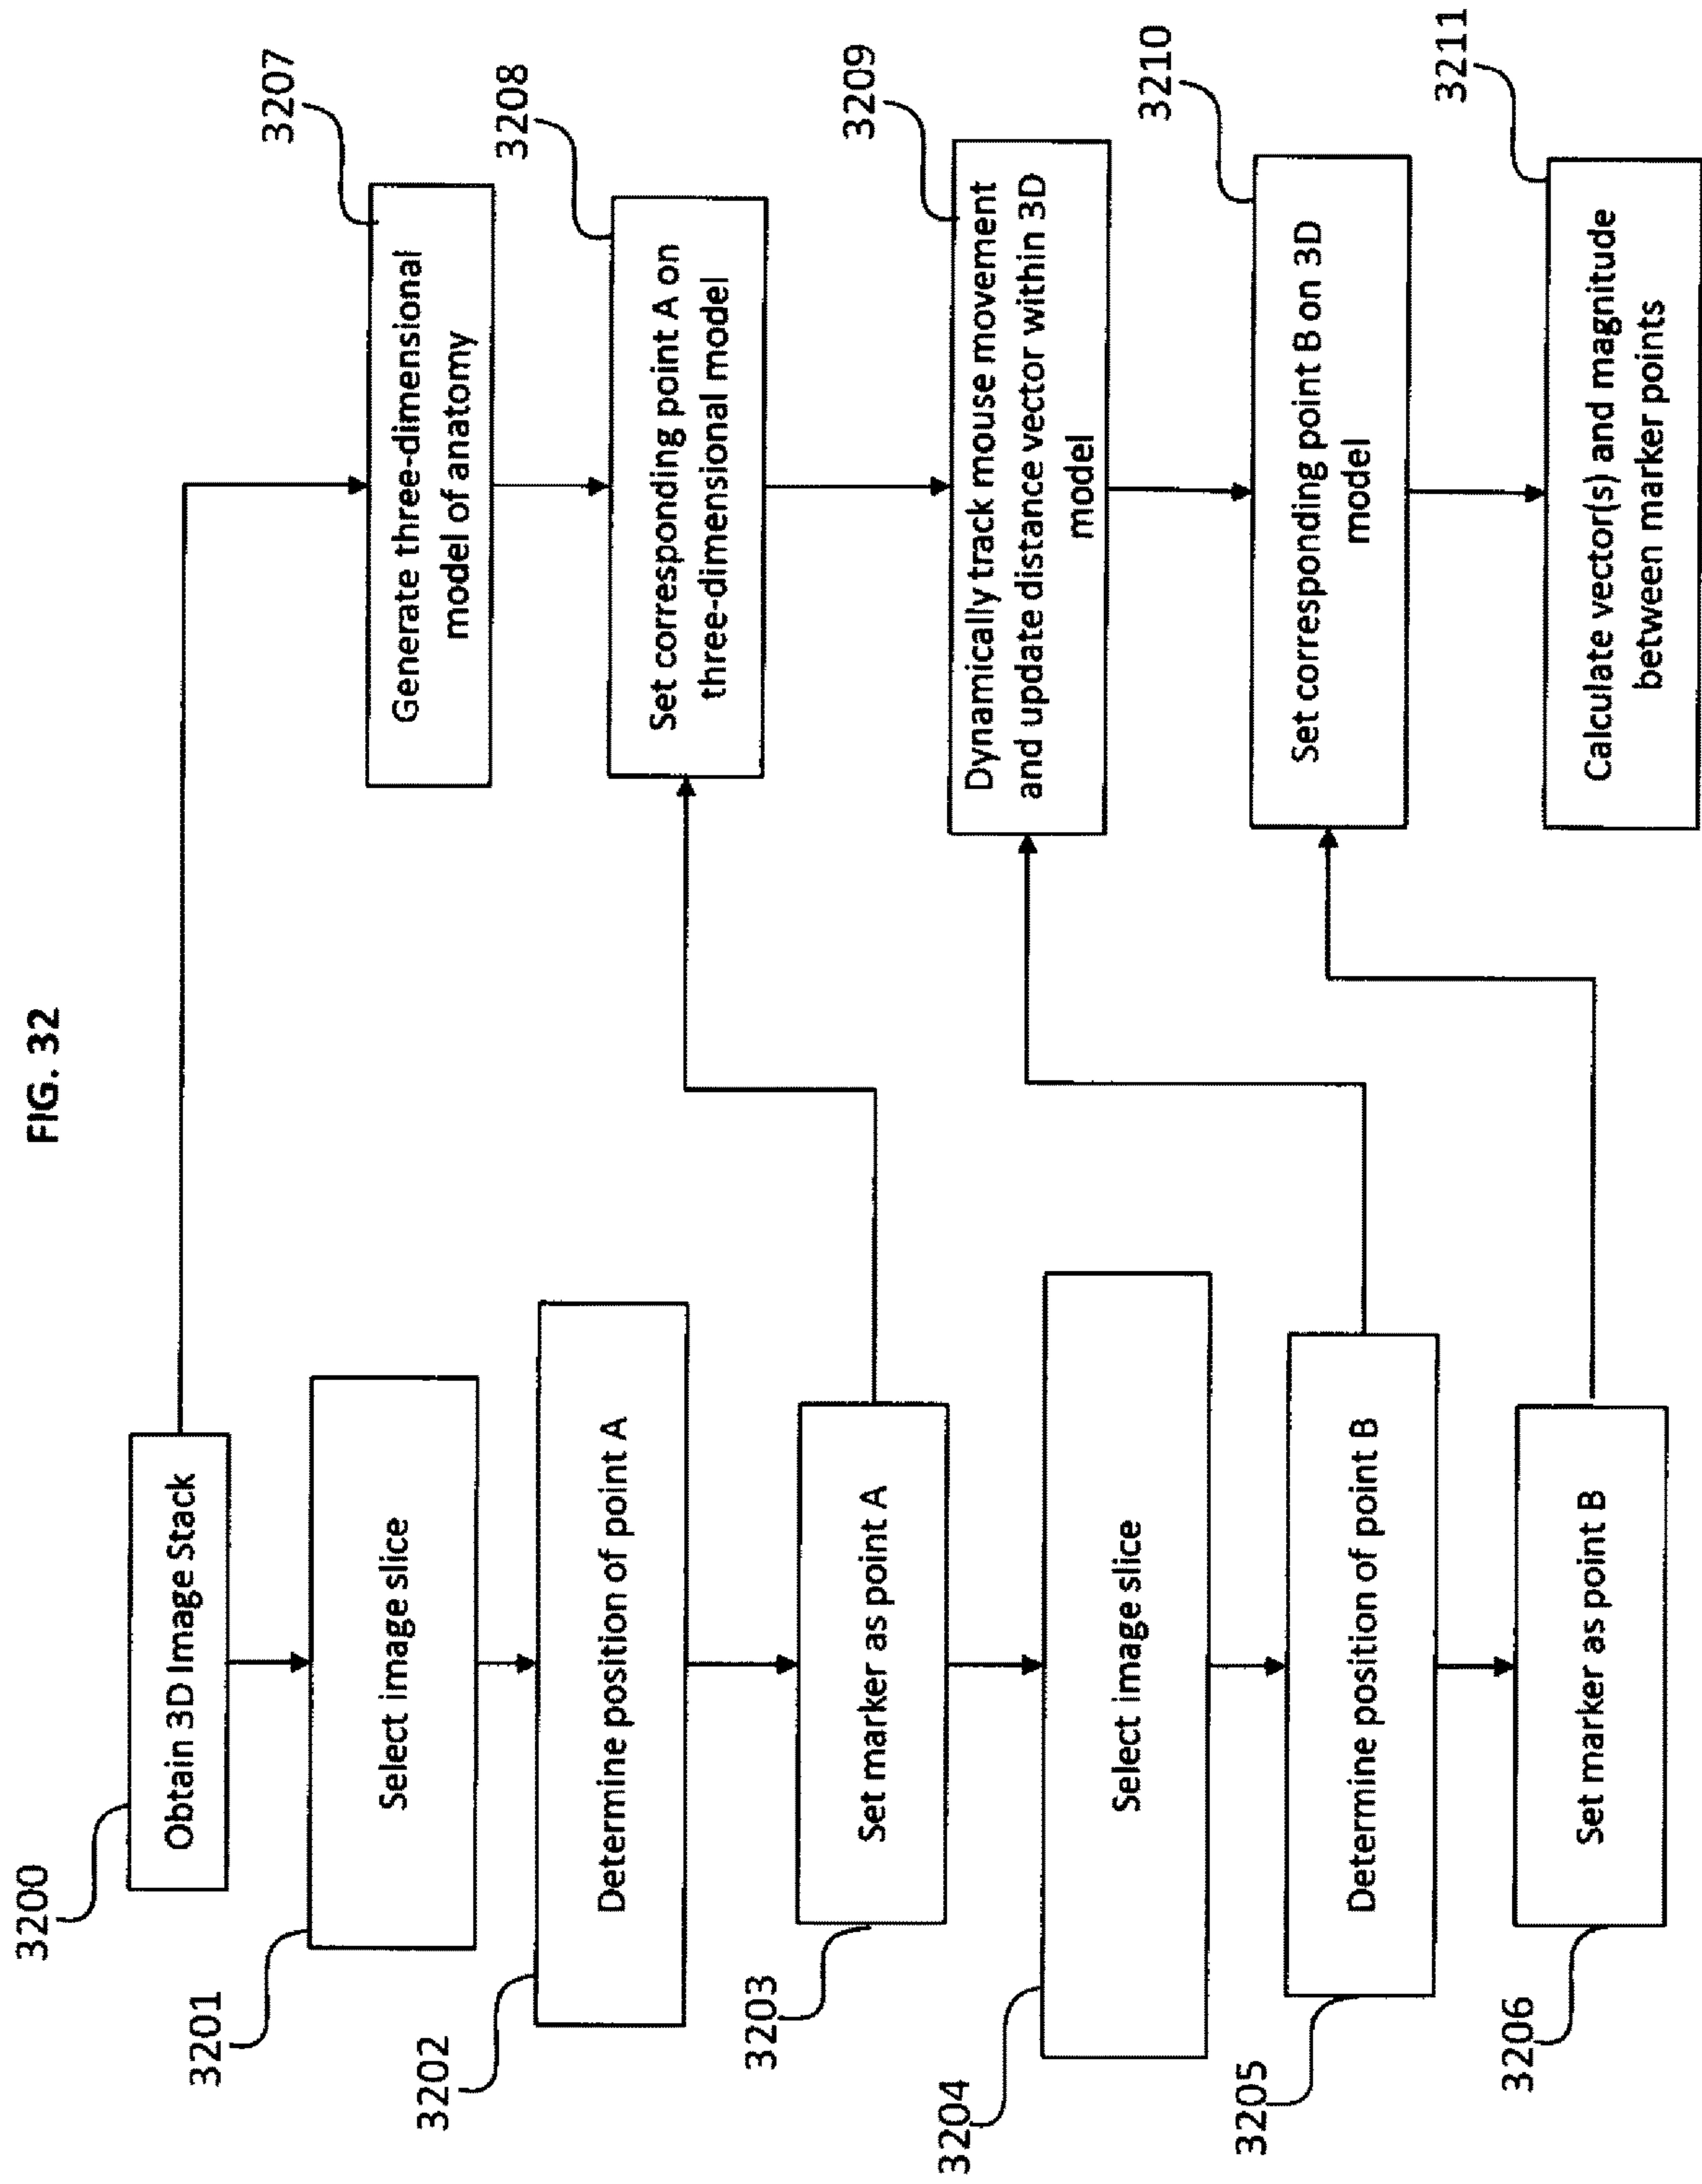 FIG. 32
3200
Obtain 3D Image Stack
3201
Select image slice
3202
Determine position of point A
3203
Set marker as point A
3204
Select image slice
3205
Determine position of point B
3206
Set marker as point B
3207
Generate three-dimensional
model of anatomy
3208
Set corresponding point A on
three-dimensional model
3209
Dynamically track mouse movement
and update distance vector within 3D
model
3210
Set corresponding point B on 3D
model
3211
Calculate vector(s) and magnitude
between marker points